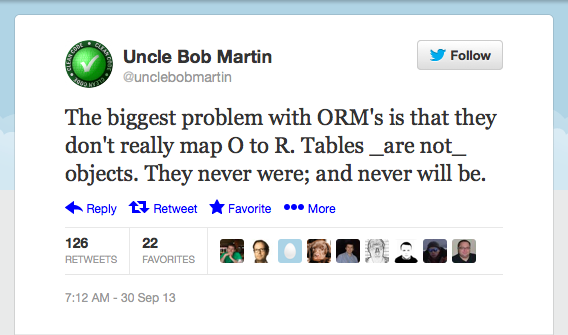 Uncle Bob Martin
@unclebobmartin
Follow
The biggest problem with ORM's is that they
don't really map O to R. Tables _are not_
objects. They never were; and never will be.
Reply Retweet Favorite More
126 22
RETWEETS FAVORITES
7:12 AM - 30 Sep 13